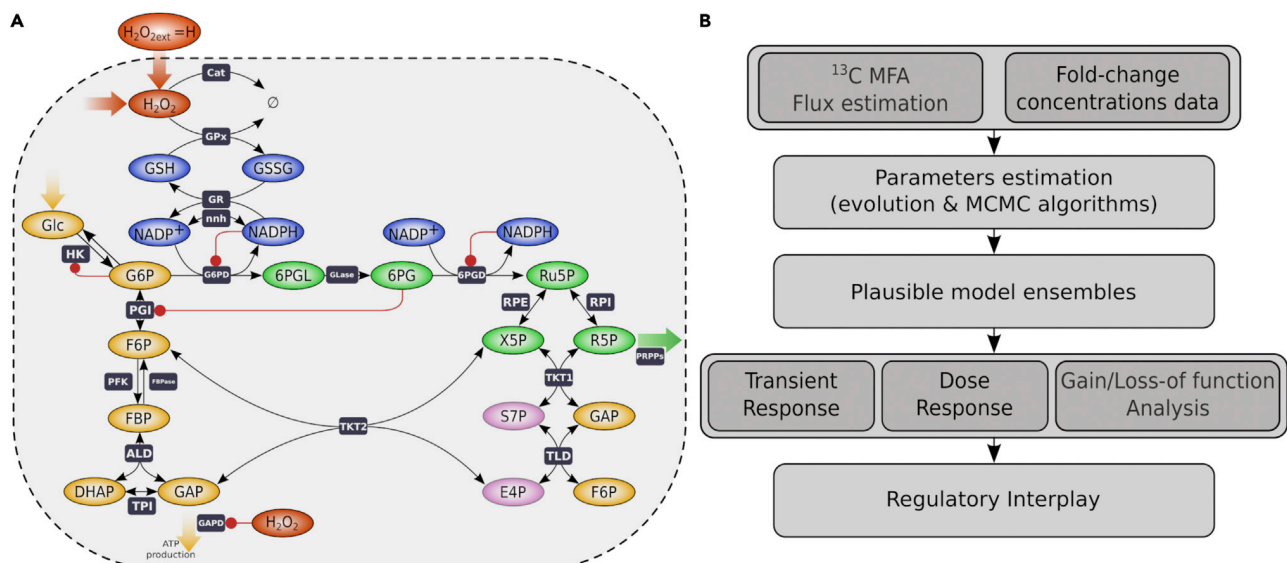 A
H₂O₂ext =H
Cat
H₂O₂
∅
GPx
GSH
GSSG
GR
nnh
Glc
NADP+
NADPH
NADP+
NADPH
HK
G6P
G6PD
6PGL
GLase
6PG
6PGD
Ru5P
PGI
RPE
RPI
F6P
X5P
R5P
PRPPs
PFK
FBPase
TKT1
FBP
S7P
GAP
TKT2
ALD
TLD
DHAP
GAP
E4P
F6P
TPI
GAPD
H₂O₂
ATP
production
B
¹³C MFA
Flux estimation
Fold-change
concentrations data
Parameters estimation
(evolution & MCMC algorithms)
Plausible model ensembles
Transient
Response
Dose
Response
Gain/Loss-of function
Analysis
Regulatory Interplay